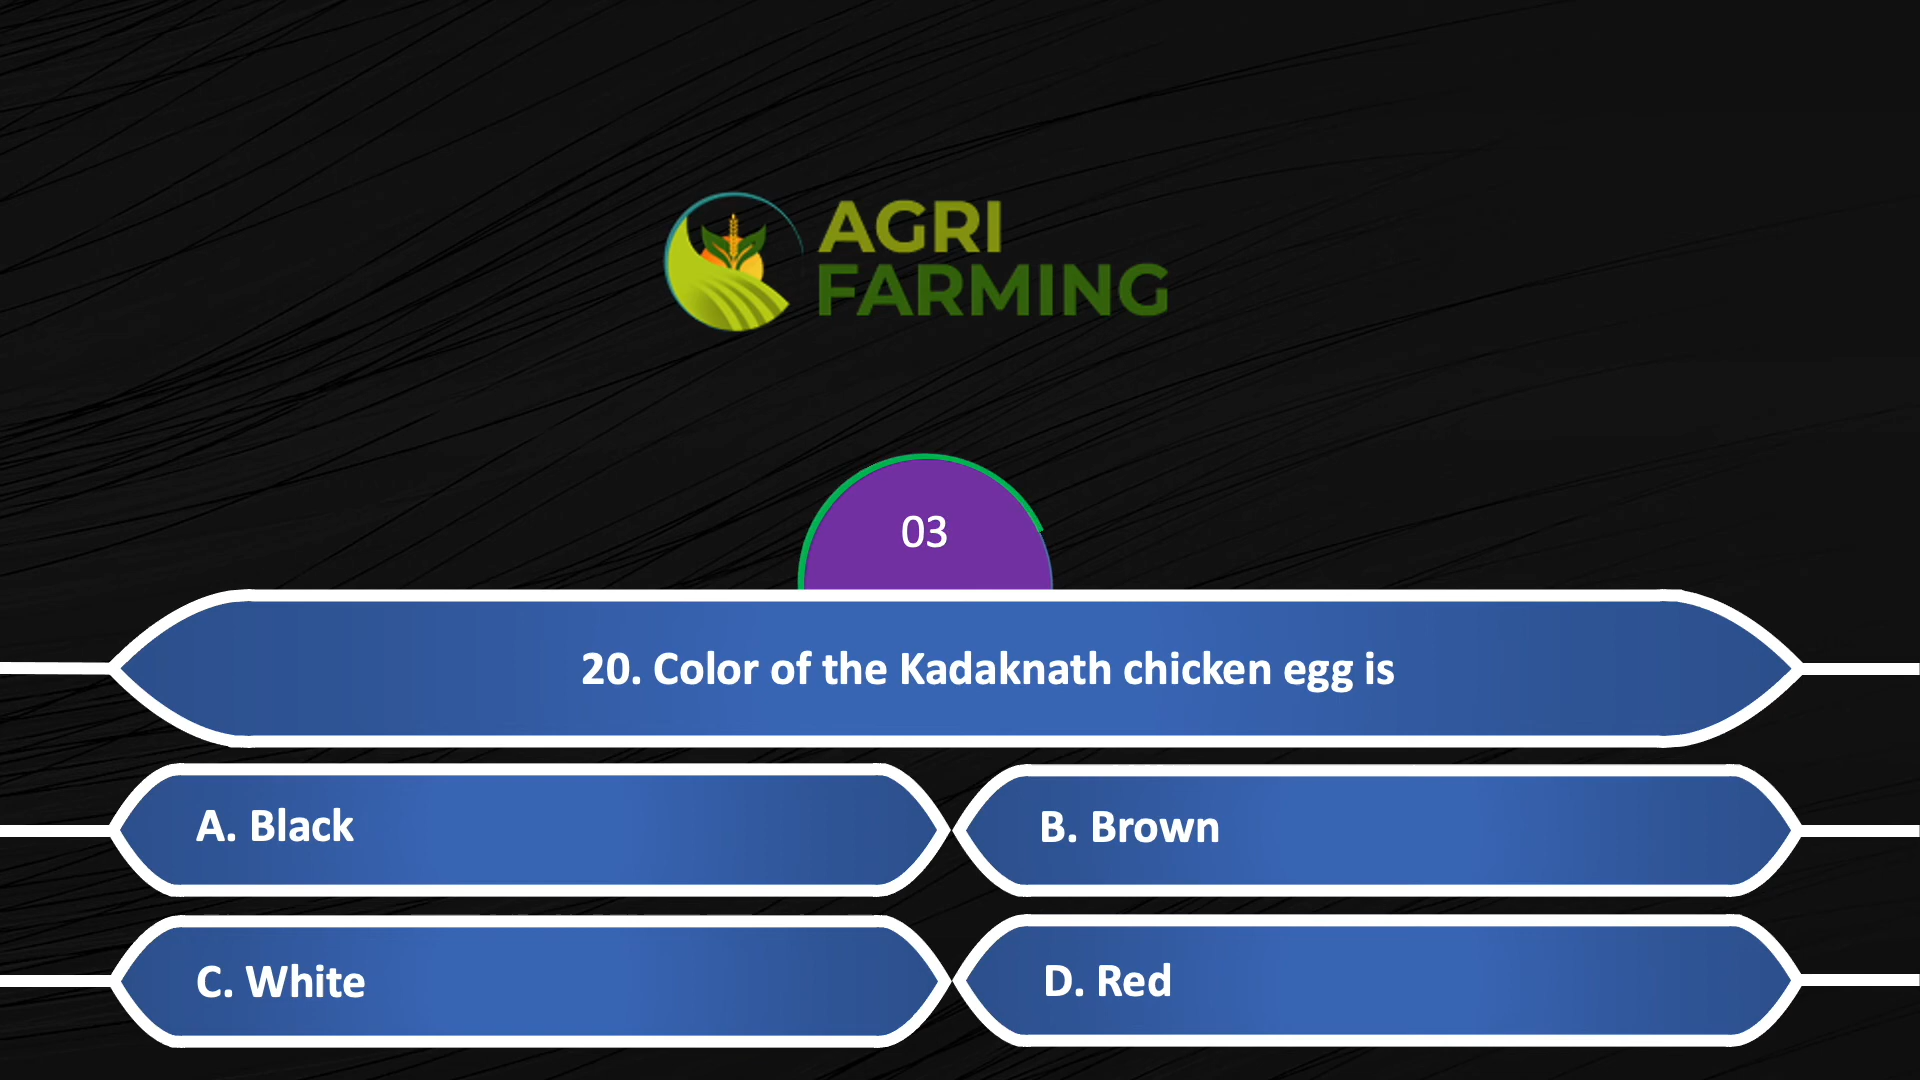 AGRI
FARMING
03
20. Color of the Kadaknath chicken egg is
A. Black
B. Brown
C. White
D. Red